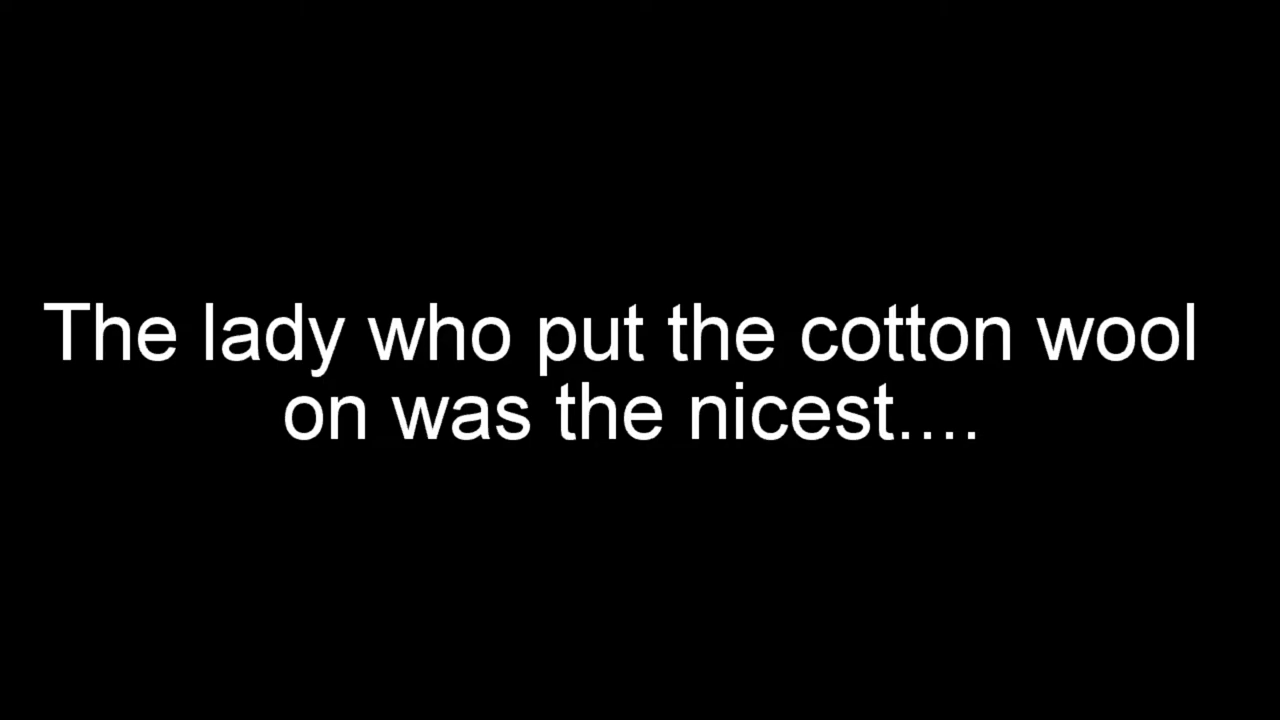 The lady who put the cotton wool
on was the nicest....